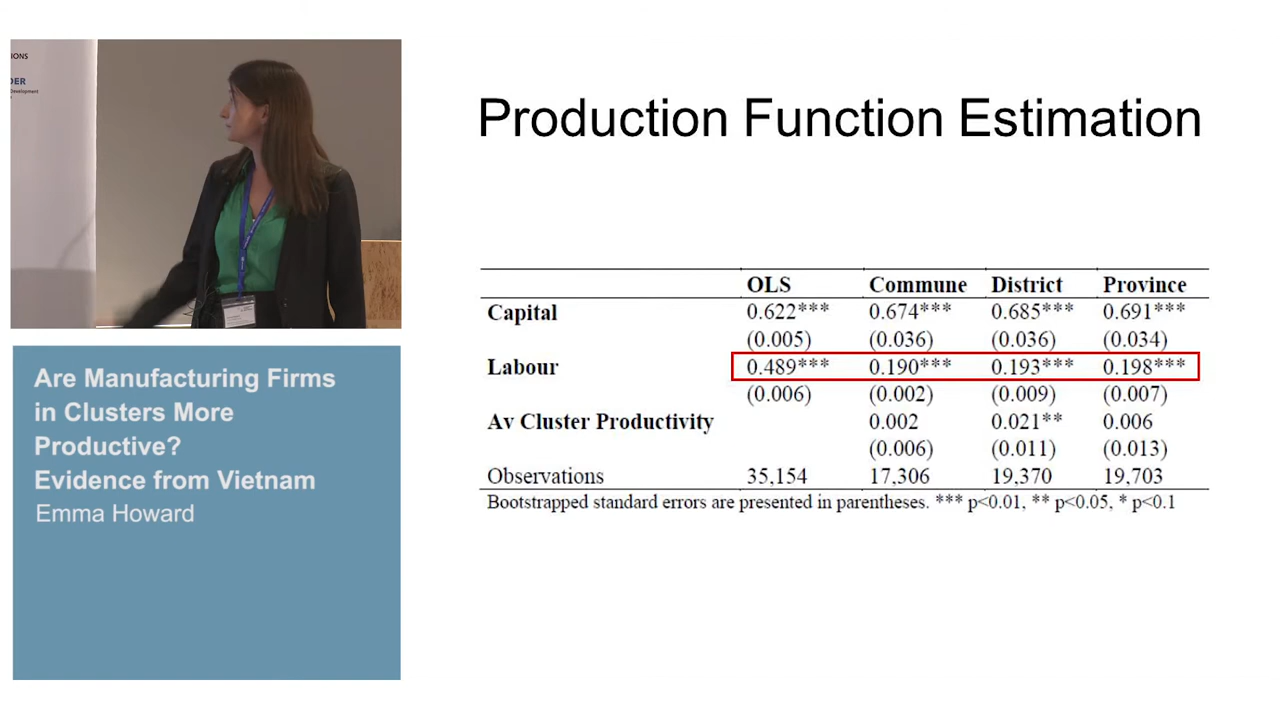 IONS
DER
Development
Production Function Estimation
OLS Commune District Province
Capital 0.622*** 0.674*** 0.685*** 0.691***
(0.005) (0.036) (0.036) (0.034)
Labour 0.489*** 0.190*** 0.193*** 0.198***
(0.006) (0.002) (0.009) (0.007)
Av Cluster Productivity 0.002 0.021** 0.006
(0.006) (0.011) (0.013)
Observations 35,154 17,306 19,370 19,703
Bootstrapped standard errors are presented in parentheses. *** p<0.01, ** p<0.05, * p<0.1
Are Manufacturing Firms
in Clusters More
Productive?
Evidence from Vietnam
Emma Howard